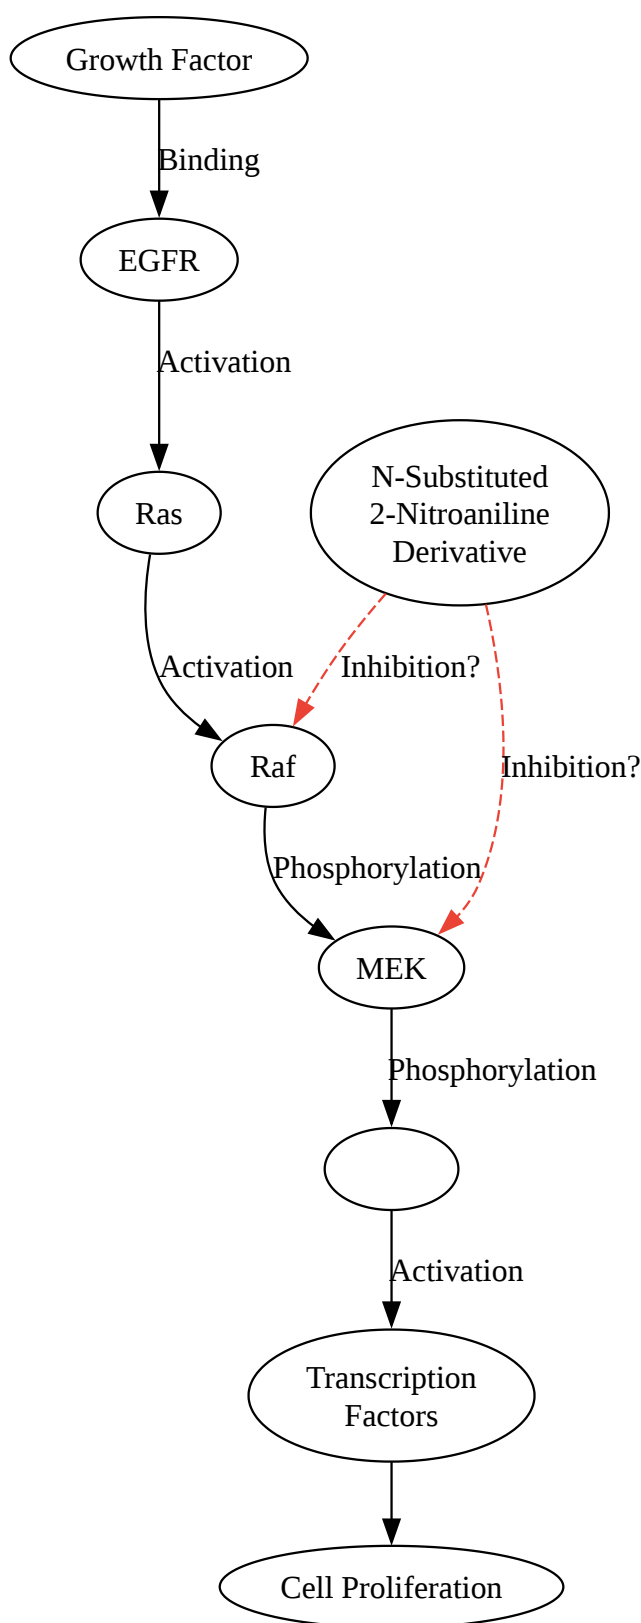 Growth Factor
Binding
EGFR
Activation
N-Substituted
2-Nitroaniline
Derivative
Ras
Activation
Inhibition?
Raf
Inhibition?
Phosphorylation
MEK
Phosphorylation
Activation
Transcription
Factors
Cell Proliferation